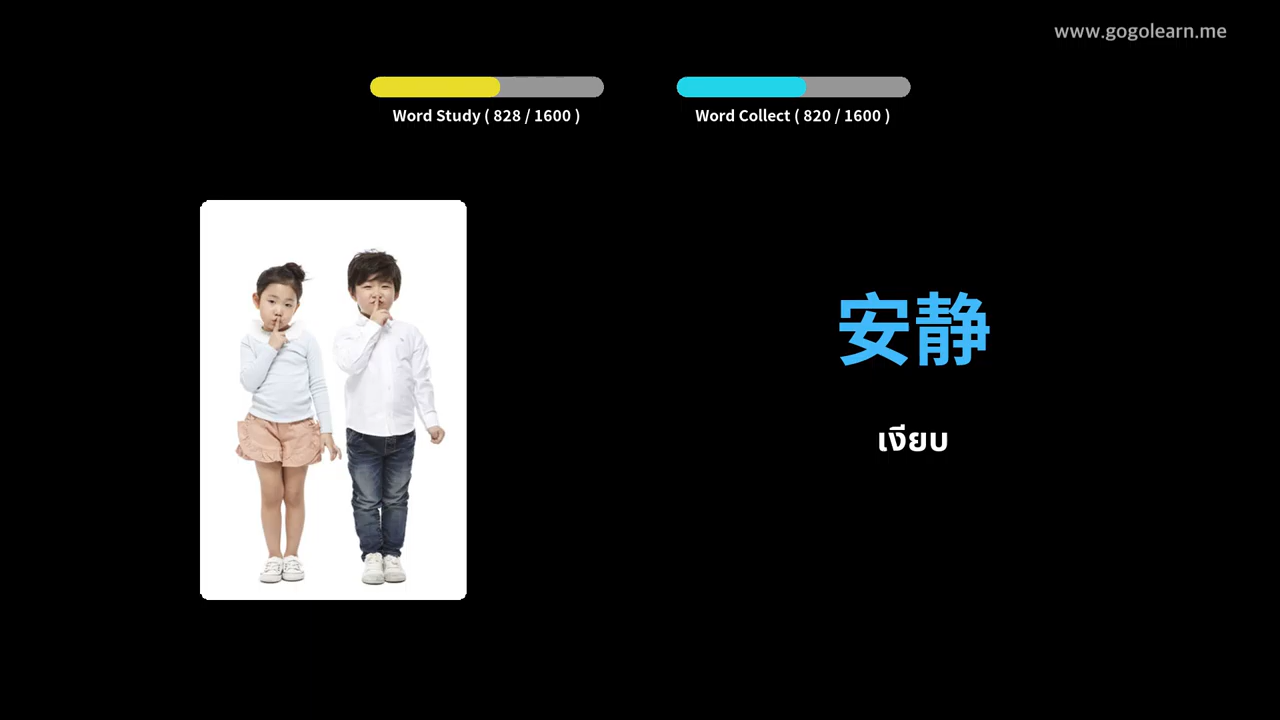 www.gogolearn.me
Word Study ( 828 / 1600 )
Word Collect ( 820 / 1600 )
安静
เงียบ